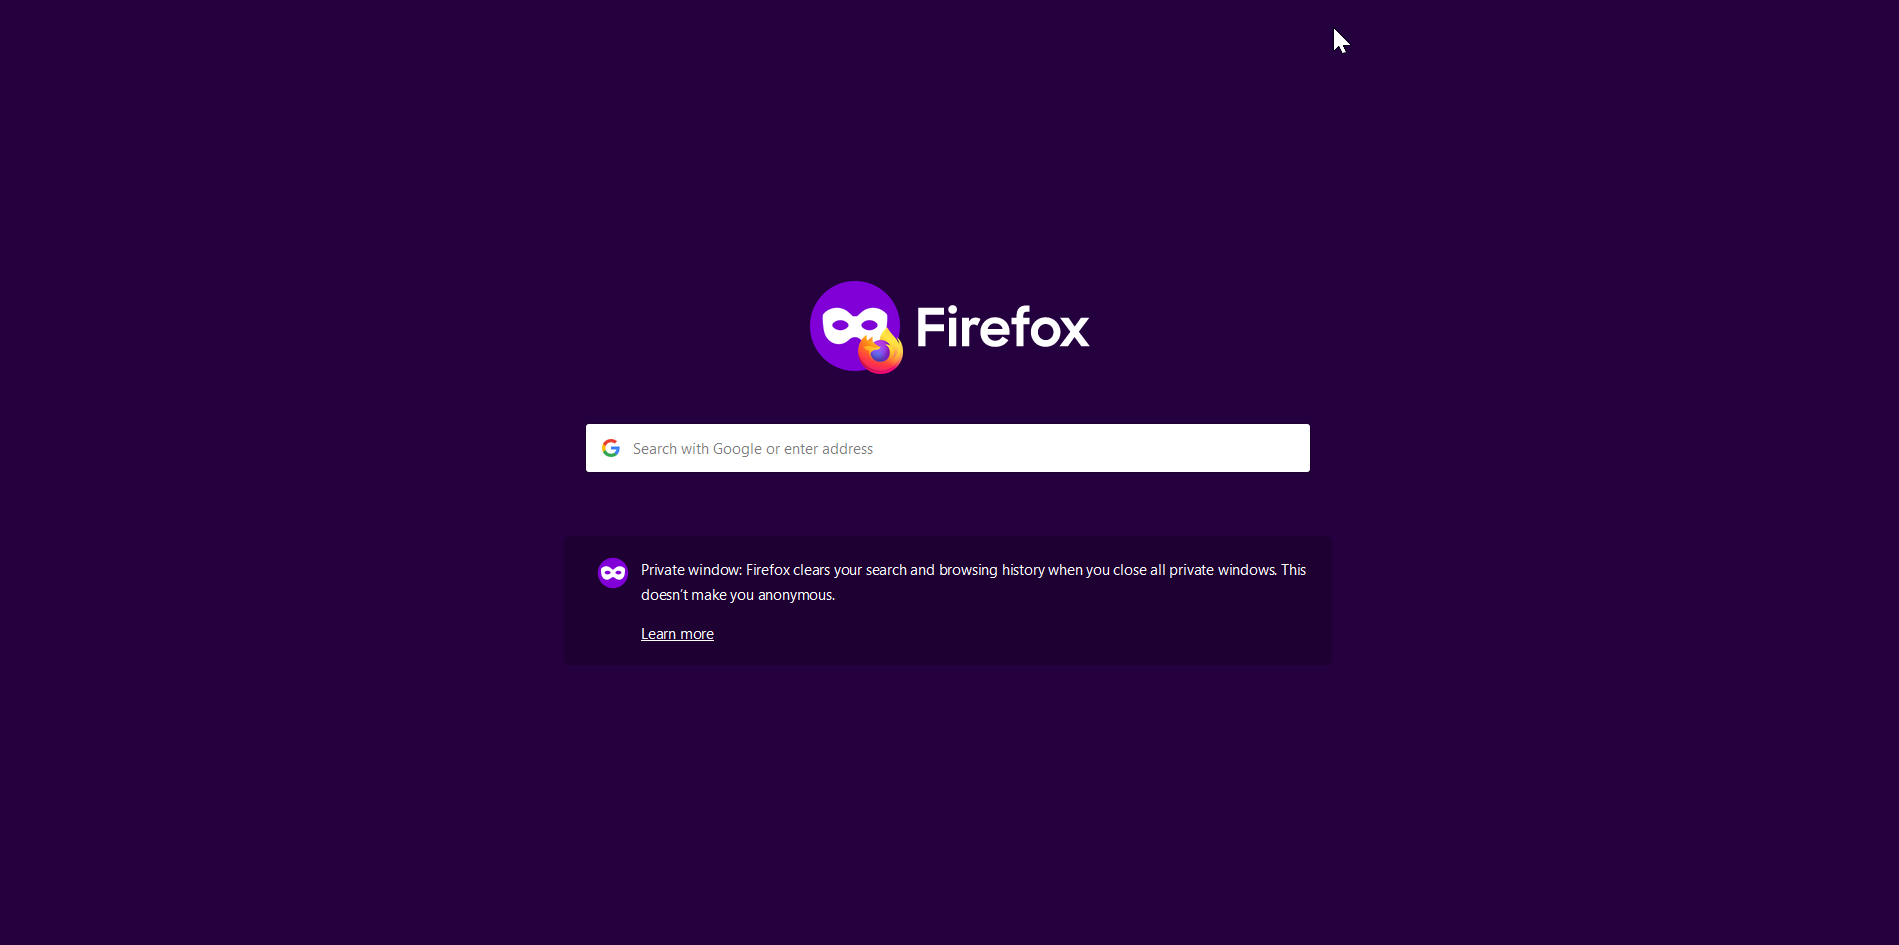 Firefox
Search with Google or enter address
Private window: Firefox clears your search and browsing history when you close all private windows. This
doesn’t make you anonymous.
Learn more